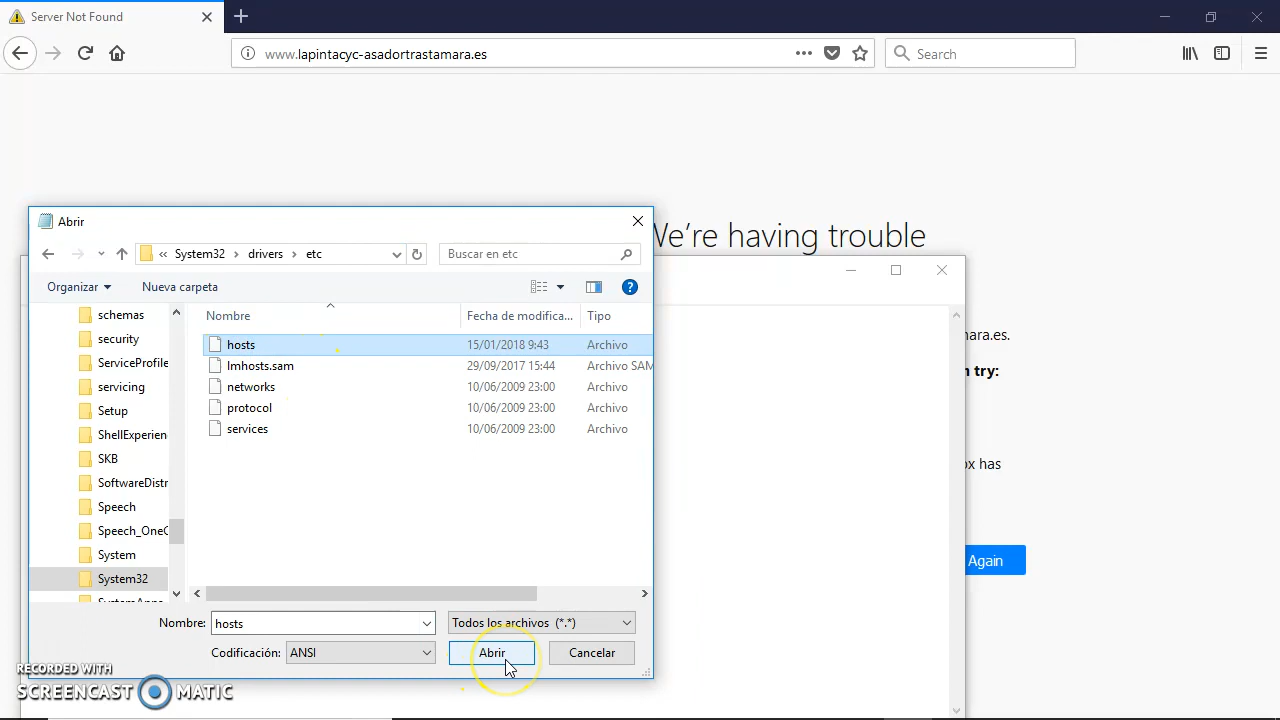 Server Not Found
www.lapintacyc-asadortrastamara.es
Search
We're having trouble
mara.es.
n try:
ox has
Again
Abrir
« System32 > drivers > etc
Buscar en etc
Organizar
Nueva carpeta
schemas
security
ServiceProfile
servicing
Setup
ShellExperien
SKB
SoftwareDistr
Speech
Speech_OneC
System
System32
SystemApps
Nombre Fecha de modifica... Tipo
hosts 15/01/2018 9:43 Archivo
lmhosts.sam 29/09/2017 15:44 Archivo SAM
networks 10/06/2009 23:00 Archivo
protocol 10/06/2009 23:00 Archivo
services 10/06/2009 23:00 Archivo
Nombre: hosts
Todos los archivos (*.*)
Codificación: ANSI
Abrir
Cancelar
RECORDED WITH
SCREENCAST MATIC